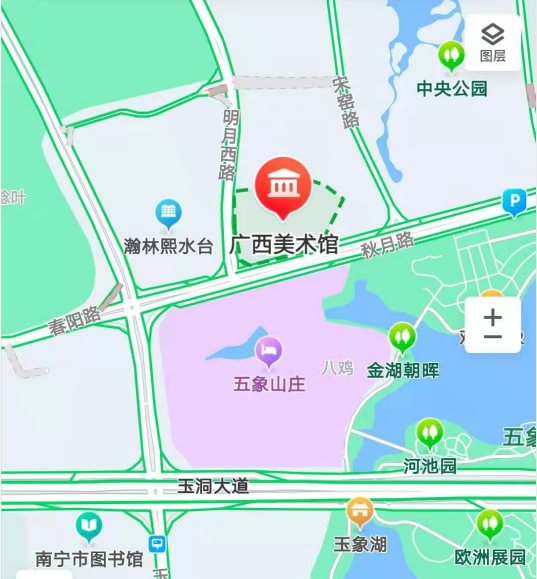 图层
中央公园
宋窑路
明月西路
瀚林熙水台
广西美术馆
P
秋月路
春阳路
五象山庄
八鸡
金湖朝晖
河池园
五象
玉洞大道
玉象湖
南宁市图书馆
欧洲展园